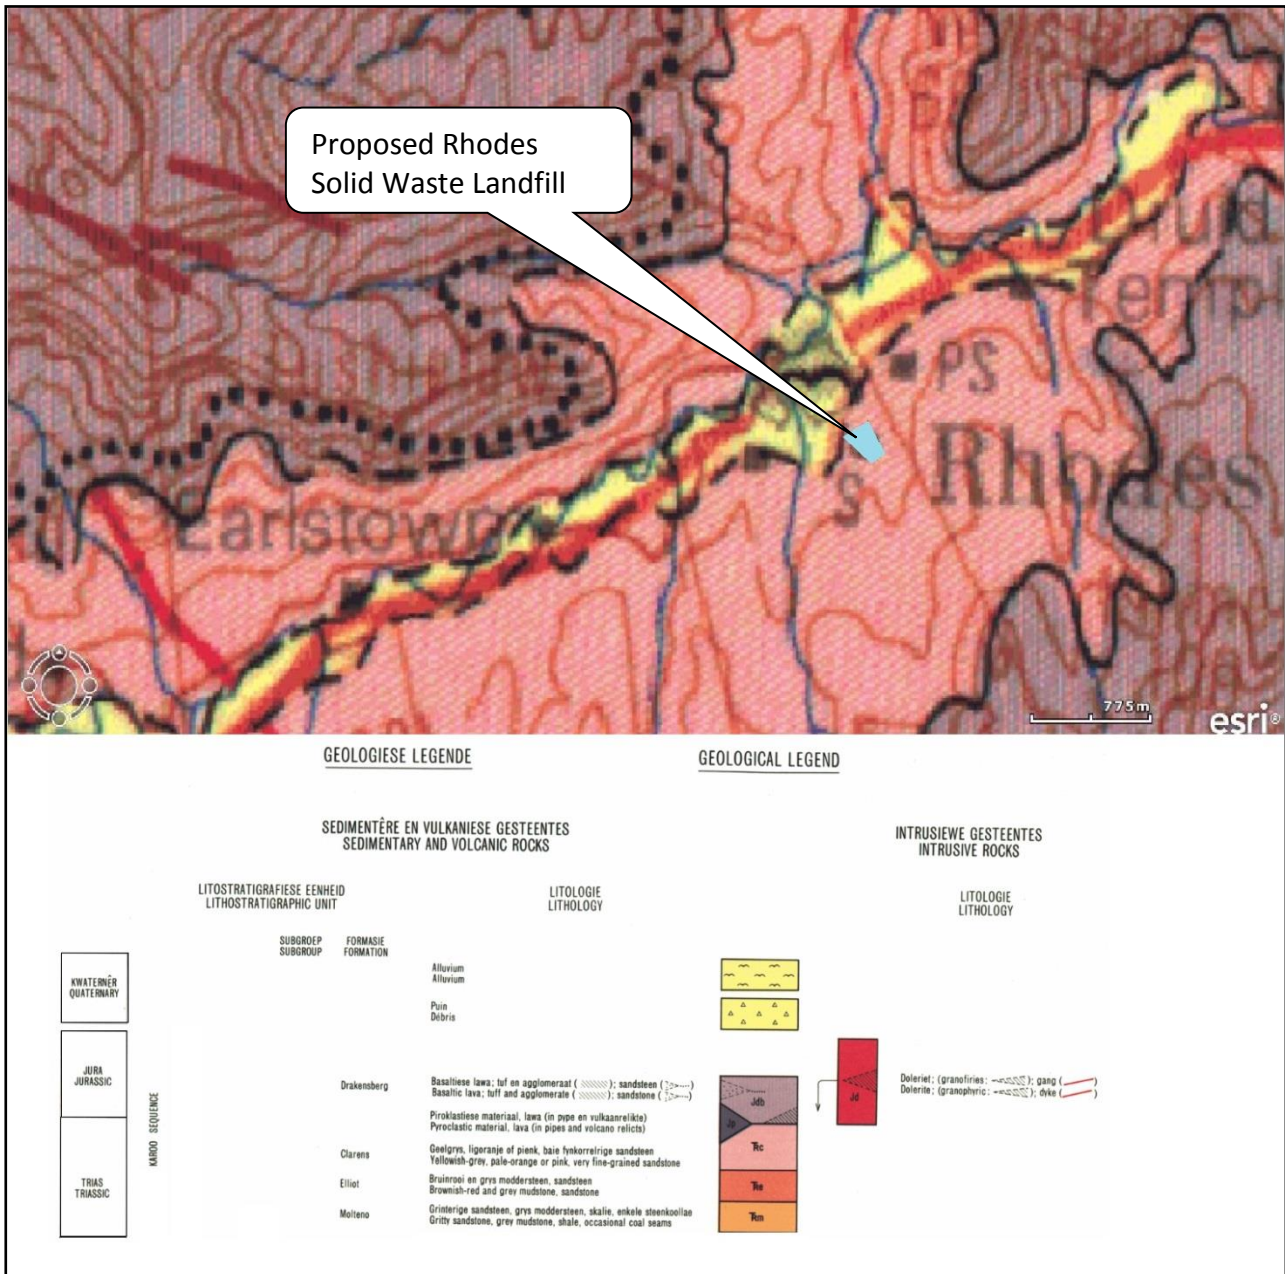 Proposed Rhodes
Solid Waste Landfill
PS
Rhodes
S
Earlstown
775m
esri
GEOLOGIESE LEGENDE
GEOLOGICAL LEGEND
SEDIMENTÊRE EN VULKANIESE GESTEENTES
SEDIMENTARY AND VOLCANIC ROCKS
INTRUSIEWE GESTEENTES
INTRUSIVE ROCKS
LITOSTRATIGRAFIESE EENHEID
LITHOSTRATIGRAPHIC UNIT
LITOLOGIE
LITHOLOGY
LITOLOGIE
LITHOLOGY
SUBGROEP
SUBGROUP
FORMASIE
FORMATION
KWATERNÊR
QUATERNARY
Alluvium
Alluvium
Puin
Débris
JURA
JURASSIC
TRIAS
TRIASSIC
KAROO SEQUENCE
Drakensberg
Basaltiese lawa; tuf en agglomeraat ( ); sandsteen ( )
Basaltic lava; tuff and agglomerate ( ); sandstone ( )
Jdb
Piroklastiese materiaal, lawa (in pype en vulkaanrelikte)
Pyroclastic material, lava (in pipes and volcano relicts)
Clarens
Geelgrys, ligoranje of pienk, baie fynkorrelrige sandsteen
Yellowish-grey, pale-orange or pink, very fine-grained sandstone
Elliot
Bruinrooi en grys moddersteen, sandsteen
Brownish-red and grey mudstone, sandstone
Molteno
Grinterige sandsteen, grys moddersteen, skalie, enkele steenkoollae
Gritty sandstone, grey mudstone, shale, occasional coal seams
Jd
Doleriet; (granofiries: ); gang ( )
Dolerite; (granophyric: ); dyke ( )